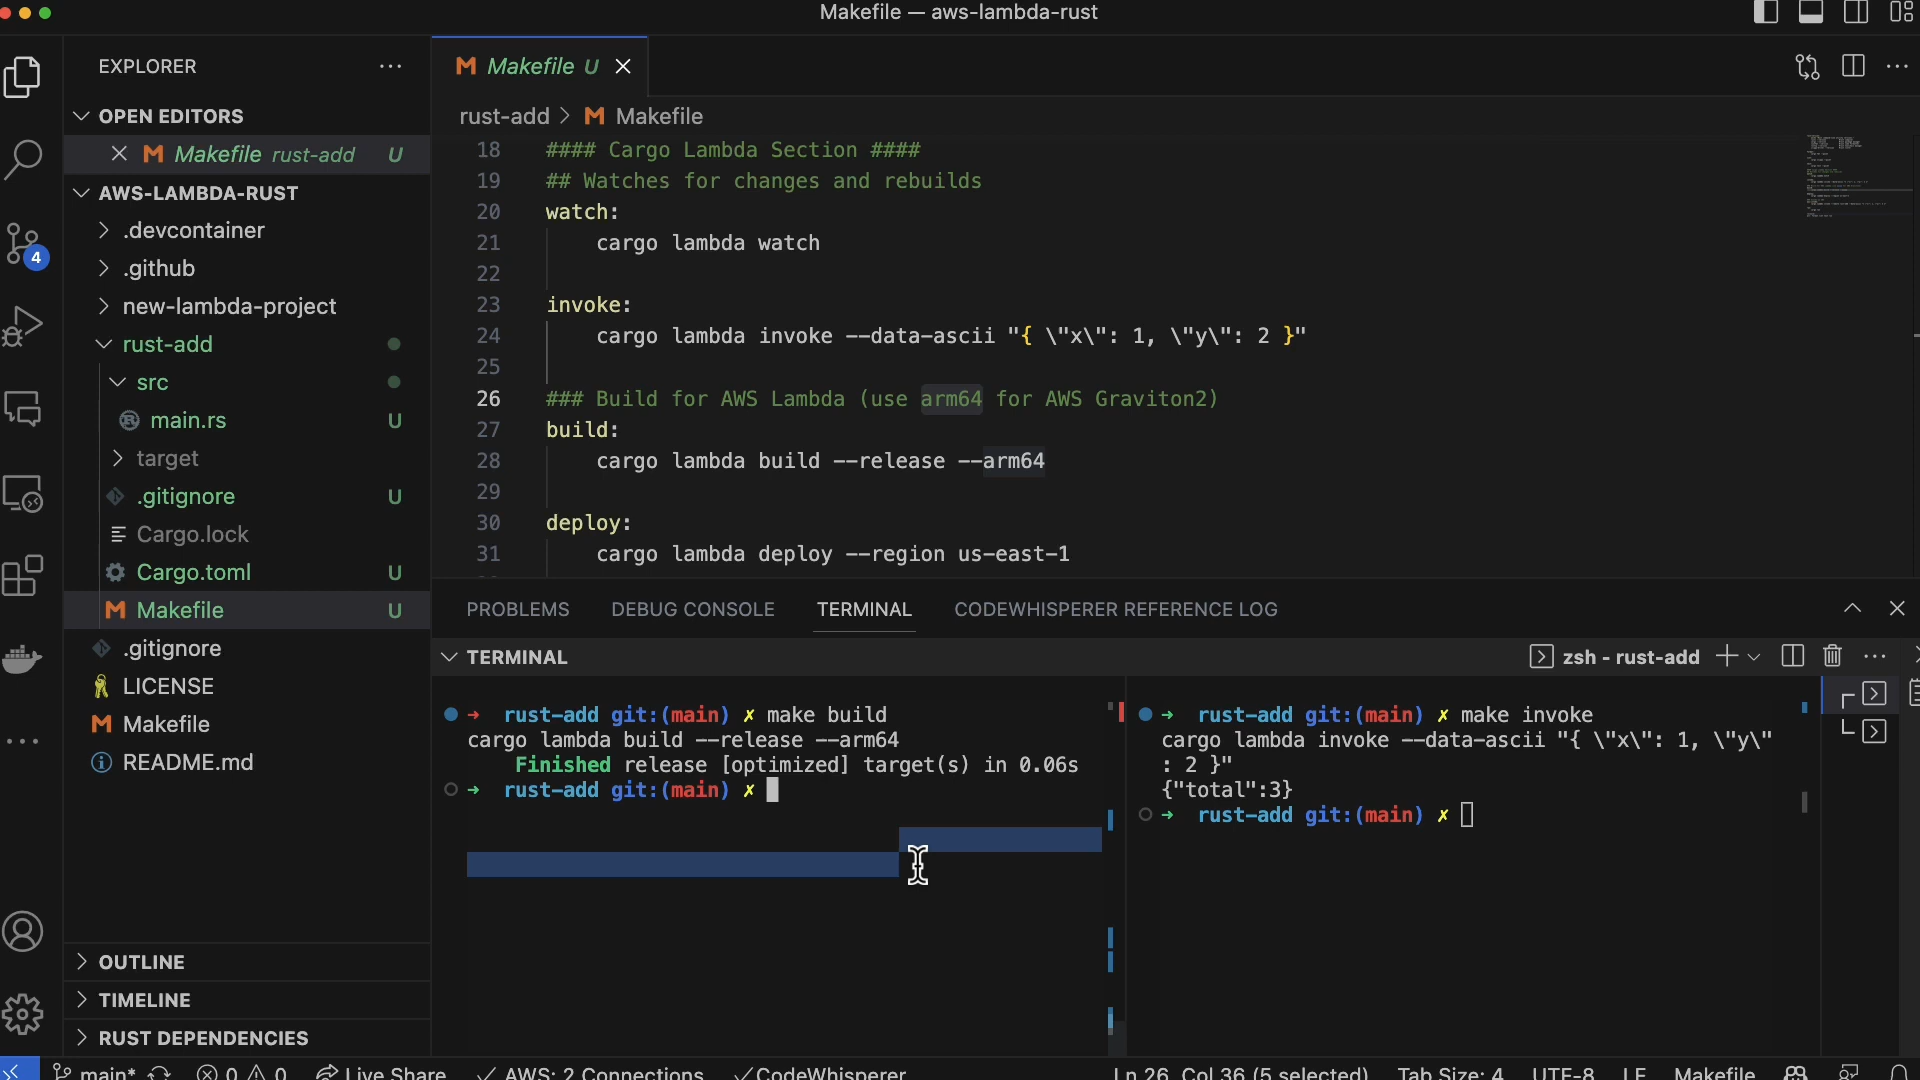 Makefile — aws-lambda-rust
EXPLORER
Makefile U
OPEN EDITORS
rust-add > Makefile
Makefile rust-add U
AWS-LAMBDA-RUST
.devcontainer
.github
4
new-lambda-project
rust-add
src
main.rs U
target
.gitignore U
Cargo.lock
Cargo.toml U
Makefile U
.gitignore
LICENSE
Makefile
README.md
OUTLINE
TIMELINE
RUST DEPENDENCIES
18 #### Cargo Lambda Section ####
19 ## Watches for changes and rebuilds
20 watch:
21 cargo lambda watch
22
23 invoke:
24 cargo lambda invoke --data-ascii "{ \"x\": 1, \"y\": 2 }"
25
26 ### Build for AWS Lambda (use arm64 for AWS Graviton2)
27 build:
28 cargo lambda build --release --arm64
29
30 deploy:
31 cargo lambda deploy --region us-east-1
PROBLEMS DEBUG CONSOLE TERMINAL CODEWHISPERER REFERENCE LOG
TERMINAL
zsh - rust-add
→ rust-add git:(main) ✗ make build
cargo lambda build --release --arm64
Finished release [optimized] target(s) in 0.06s
→ rust-add git:(main) ✗
→ rust-add git:(main) ✗ make invoke
cargo lambda invoke --data-ascii "{ \"x\": 1, \"y\"
: 2 }"
{"total":3}
→ rust-add git:(main) ✗
main* 0 0 Live Share ✓ AWS: 2 Connections ✓ CodeWhisperer Ln 26, Col 36 (5 selected) Tab Size: 4 UTF-8 LF Makefile